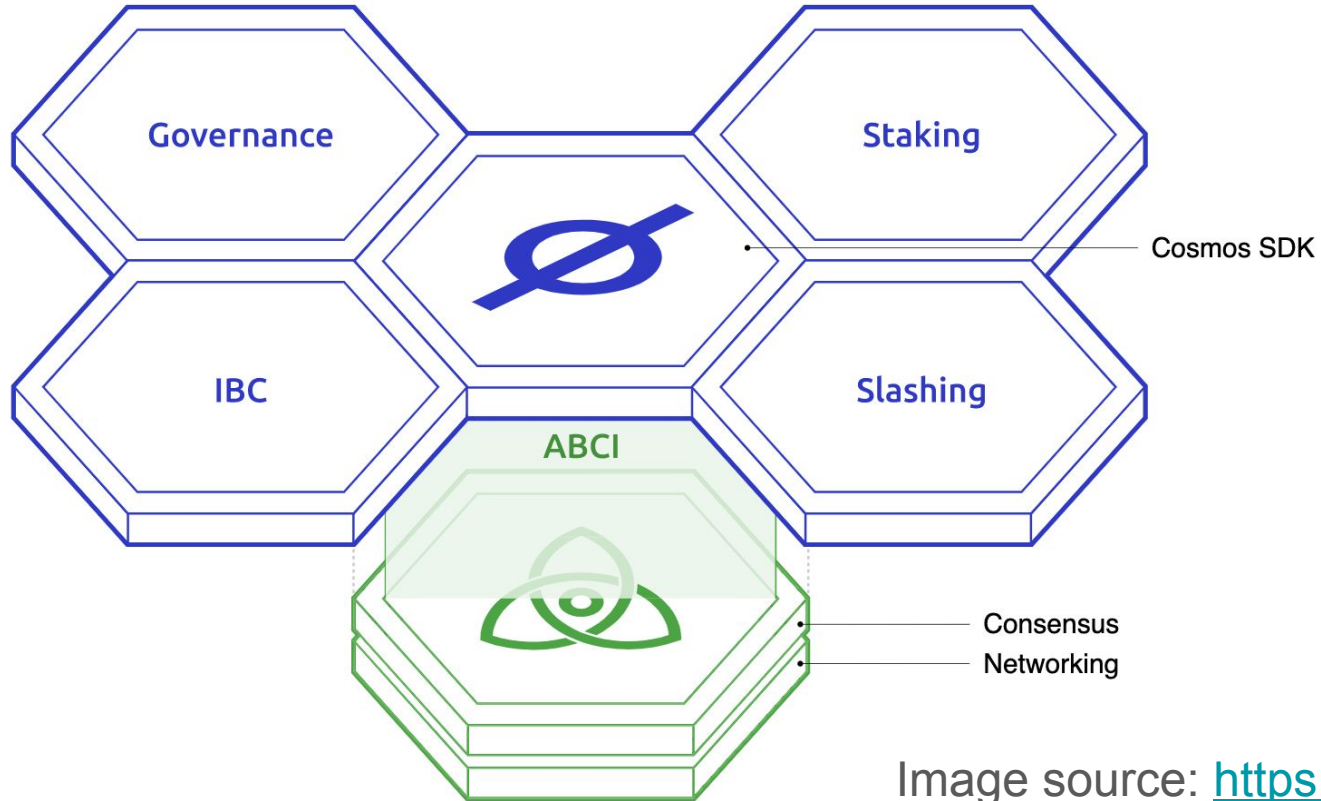 Governance
Staking
Cosmos SDK
IBC
Slashing
ABCI
Consensus
Networking
Image source: https